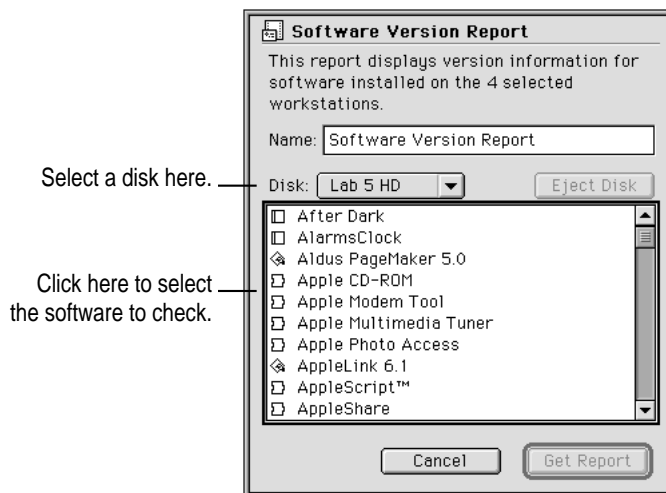 Software Version Report
This report displays version information for
software installed on the 4 selected
workstations.
Name: Software Version Report
Select a disk here.
Disk: Lab 5 HD
Eject Disk
Click here to select
the software to check.
After Dark
AlarmsClock
Aldus PageMaker 5.0
Apple CD-ROM
Apple Modem Tool
Apple Multimedia Tuner
Apple Photo Access
AppleLink 6.1
AppleScript™
AppleShare
Cancel
Get Report